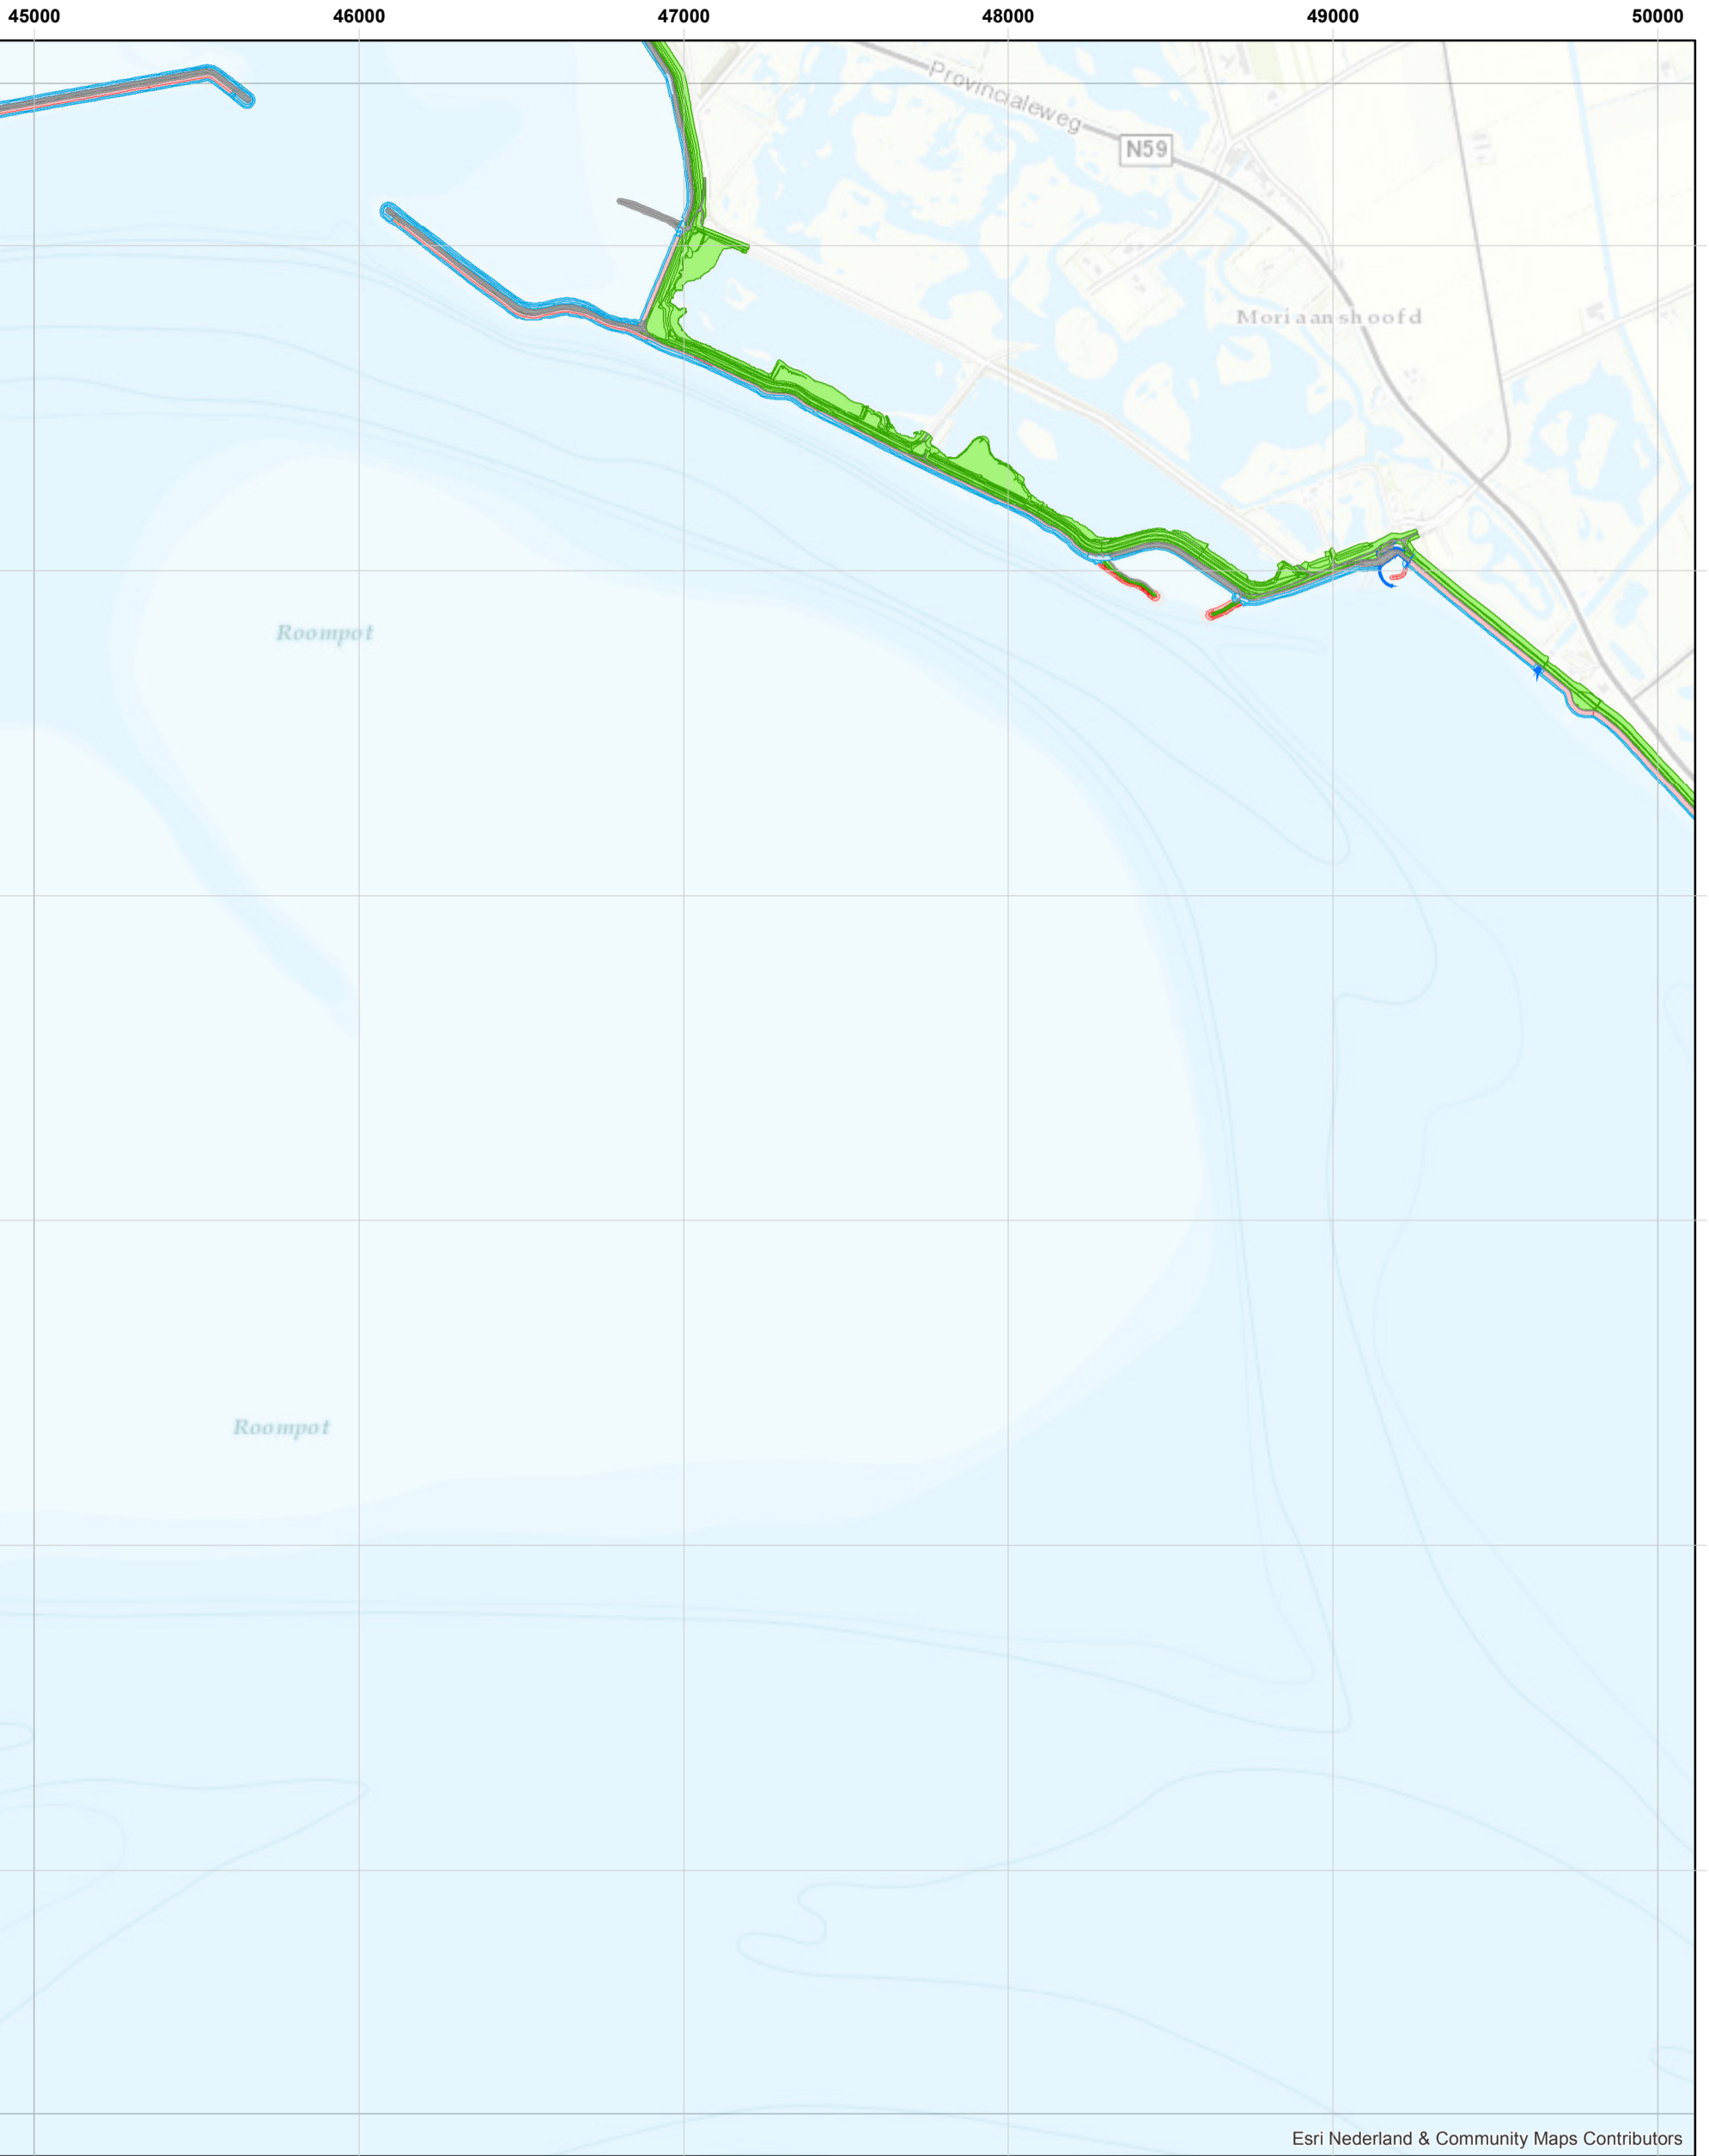 45000 46000 47000 48000 49000 50000
Provincialeweg
N59
Moriaanshoofd
Roompot
Roompot
Esri Nederland & Community Maps Contributors